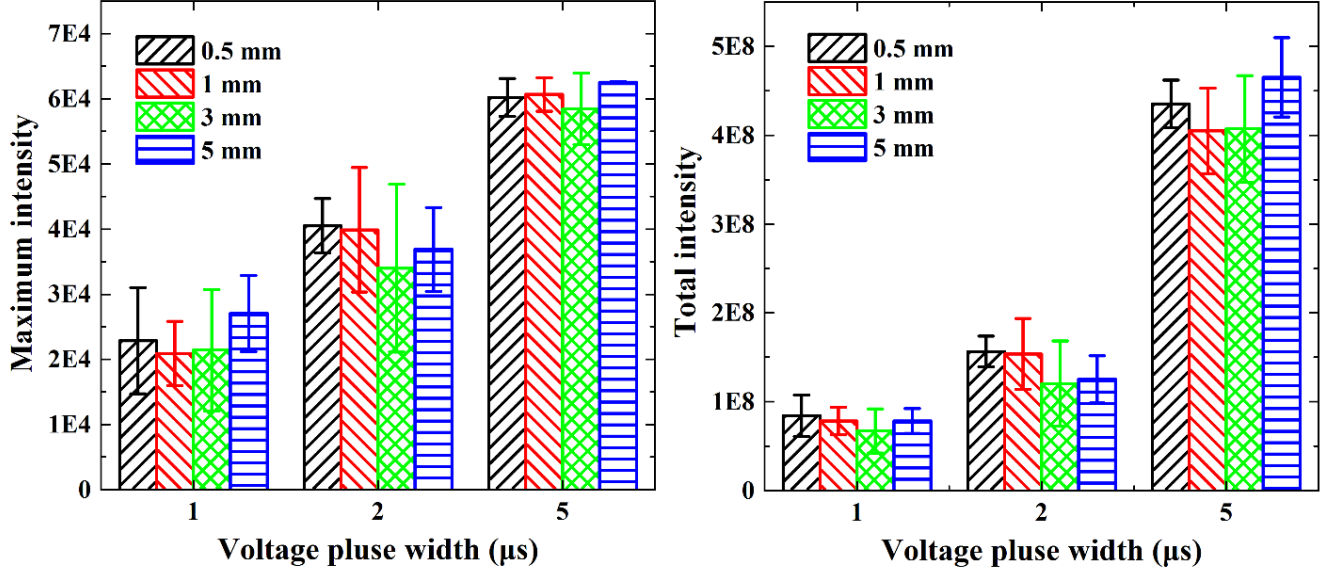 Maximum intensity
7E4
6E4
5E4
4E4
3E4
2E4
1E4
0
0.5 mm
1 mm
3 mm
5 mm
1 2 5
Voltage pluse width (μs)
Total intensity
5E8
4E8
3E8
2E8
1E8
0
0.5 mm
1 mm
3 mm
5 mm
1 2 5
Voltage pluse width (μs)